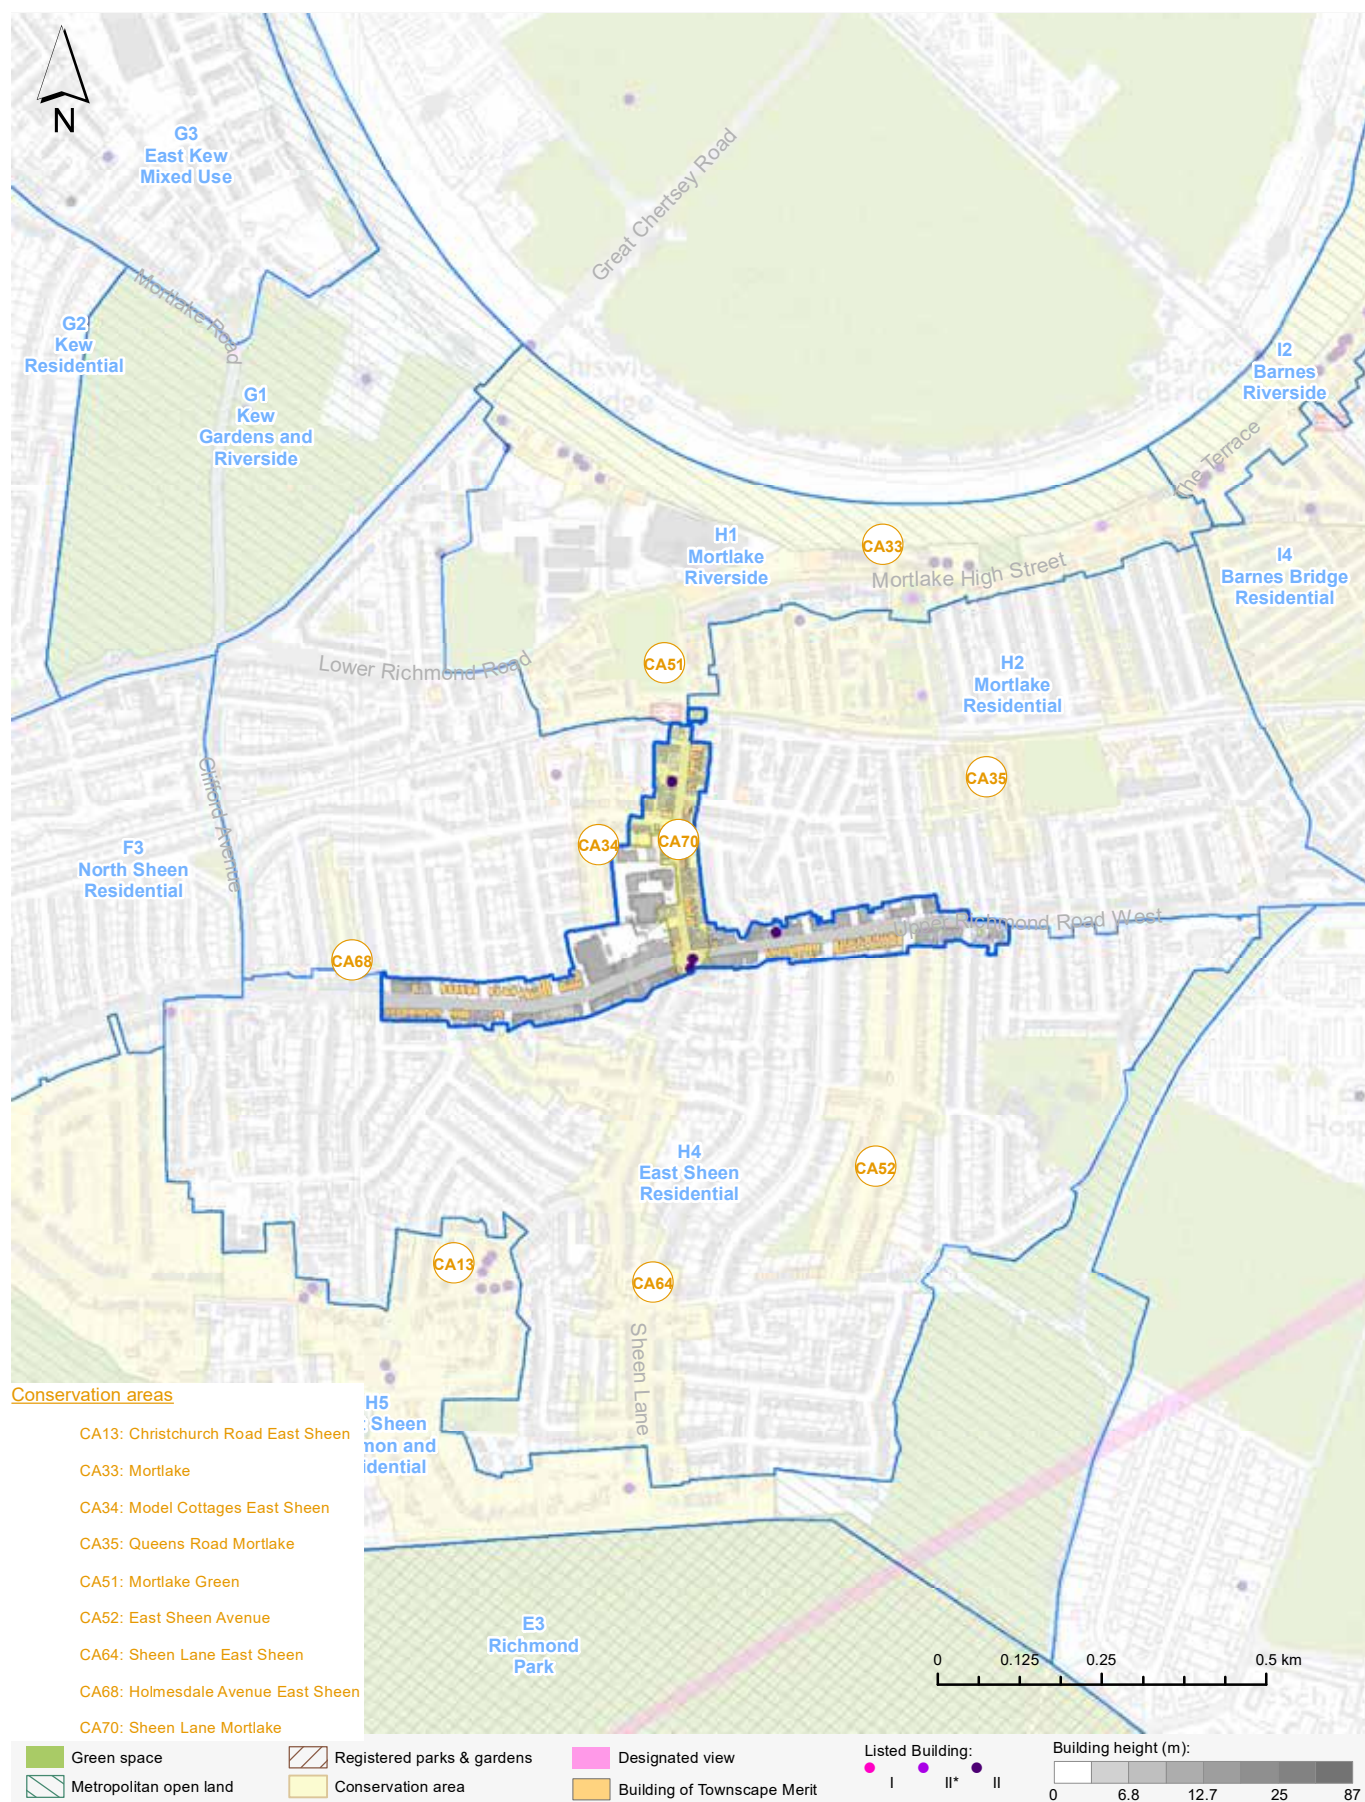 N
G3
East Kew
Mixed Use
Great Chertsey Road
Mortlake Road
G2
Kew
Residential
G1
Kew
Gardens and
Riverside
I2
Barnes
Riverside
The Terrace
H1
Mortlake
Riverside
CA33
Mortlake High Street
I4
Barnes Bridge
Residential
Lower Richmond Road
CA51
H2
Mortlake
Residential
Clifford Avenue
CA35
F3
North Sheen
Residential
CA34
CA70
Upper Richmond Road West
CA68
Sheen
H4
East Sheen
Residential
CA52
CA13
CA64
Sheen Lane
H5
Sheen
and
E3
Richmond
Park
Conservation areas
CA13: Christchurch Road East Sheen
CA33: Mortlake
CA34: Model Cottages East Sheen
CA35: Queens Road Mortlake
CA51: Mortlake Green
CA52: East Sheen Avenue
CA64: Sheen Lane East Sheen
CA68: Holmesdale Avenue East Sheen
CA70: Sheen Lane Mortlake
0 0.125 0.25 0.5 km
Green space
Metropolitan open land
Registered parks & gardens
Conservation area
Designated view
Building of Townscape Merit
Listed Building:
I II* II
Building height (m):
0 6.8 12.7 25 87